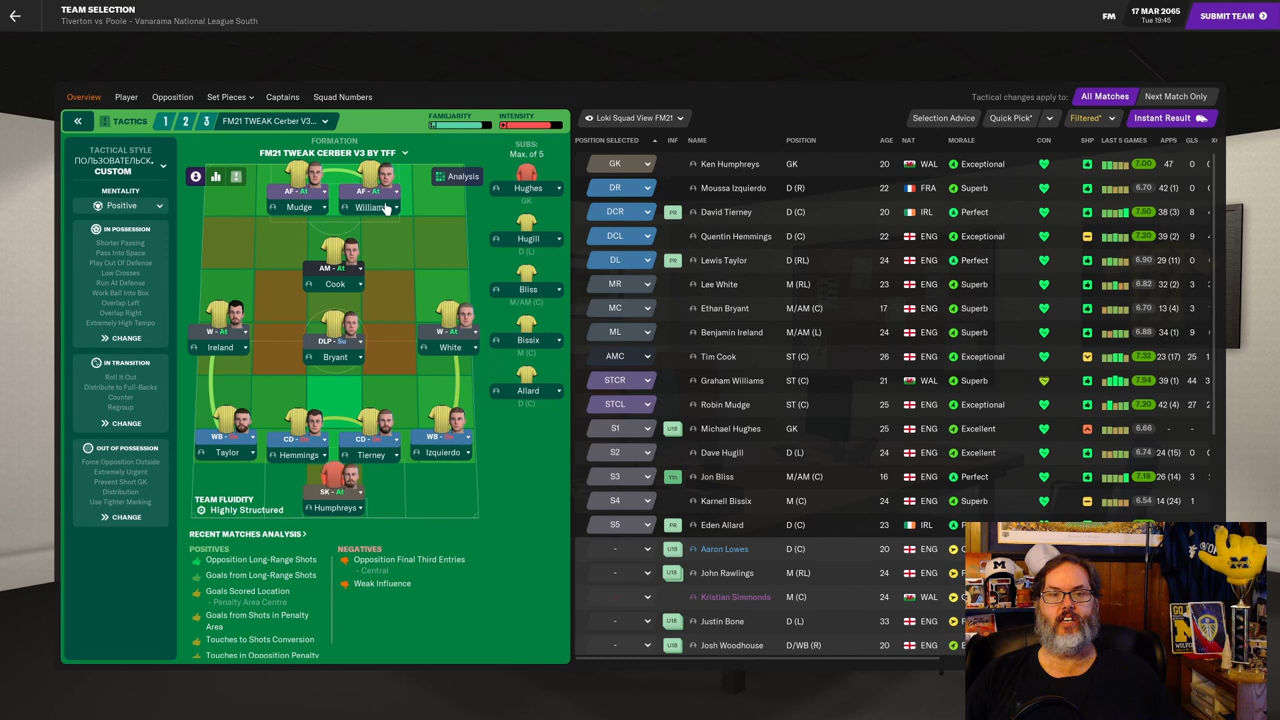 TEAM SELECTION
Tiverton vs Poole - Vanarama National League South
FM
17 MAR 2065
Tue 19:45
SUBMIT TEAM
Overview
Player
Opposition
Set Pieces
Captains
Squad Numbers
Tactical changes apply to:
All Matches
Next Match Only
TACTICS
1
2
3
FM21 TWEAK Cerber V3...
FAMILIARITY
INTENSITY
Loki Squad View FM21
Selection Advice
Quick Pick*
Filtered*
Instant Result
TACTICAL STYLE
ПОЛЬЗОВАТЕЛЬСК...
CUSTOM
MENTALITY
Positive
IN POSSESSION
Shorter Passing
Pass Into Space
Play Out Of Defense
Low Crosses
Run At Defense
Work Ball Into Box
Overlap Left
Overlap Right
Extremely High Tempo
CHANGE
IN TRANSITION
Roll It Out
Distribute to Full-Backs
Counter
Regroup
CHANGE
OUT OF POSSESSION
Force Opposition Outside
Extremely Urgent
Prevent Short GK
Distribution
Use Tighter Marking
CHANGE
FORMATION
FM21 TWEAK CERBER V3 BY TFF
Analysis
AF - At
Mudge
AF - At
Williams
AM - At
Cook
W - At
Ireland
DLP - Su
Bryant
W - At
White
WB - De
Taylor
CD - De
Hemmings
CD - De
Tierney
WB - De
Izquierdo
SK - At
Humphreys
TEAM FLUIDITY
Highly Structured
SUBS:
Max. of 5
Hughes
GK
Hugill
D (L)
Bliss
M/AM (C)
Bissix
M (C)
Allard
D (C)
RECENT MATCHES ANALYSIS
POSITIVES
Opposition Long-Range Shots
Goals from Long-Range Shots
Goals Scored Location
- Penalty Area Centre
Goals from Shots in Penalty
Area
Touches to Shots Conversion
Touches in Opposition Penalty
NEGATIVES
Opposition Final Third Entries
- Central
Weak Influence
POSITION SELECTED INF NAME POSITION AGE NAT MORALE CON SHP LAST 5 GAMES APPS GLS
GK Ken Humphreys GK 20 WAL Exceptional 7.00 47 0
DR Moussa Izquierdo D (R) 22 FRA Exceptional 6.70 42 (1) 0
DCR PR David Tierney D (C) 20 IRL Perfect 7.50 38 (3) 8
DCL Quentin Hemmings D (C) 22 ENG Exceptional 7.20 39 (2) 9
DL PR Lewis Taylor D (RL) 24 ENG Perfect 6.90 29 (11) 0
MR Lee White M (RL) 23 ENG Superb 6.82 32 (2) 3
MC Ethan Bryant M/AM (C) 17 ENG Superb 6.70 13 (4) 3
ML Benjamin Ireland M/AM (L) 24 ENG Superb 6.88 34 (1) 9
AMC Tim Cook ST (C) 26 ENG Exceptional 7.32 23 (17) 25
STCR Graham Williams ST (C) 21 WAL Superb 7.94 39 (1) 44
STCL Robin Mudge ST (C) 25 ENG Exceptional 7.20 42 (4) 27
S1 U18 Michael Hughes GK 25 ENG Excellent 6.66 - -
S2 Dave Hugill D (L) 24 ENG Excellent 6.74 24 (15) 0
S3 Yth Jon Bliss M/AM (C) 16 ENG Perfect 7.18 26 (14) 3
S4 Karnell Bissix M (C) 24 ENG Superb 6.54 14 (24) 1
S5 PR Eden Allard D (C) 23 IRL
- U18 Aaron Lowes D (C) 20 ENG
- U18 John Rawlings M (RL) 24 ENG
Kristian Simmonds M (C) 24 WAL
- U18 Justin Bone D (L) 33 ENG
- U18 Josh Woodhouse D/WB (R) 20 ENG